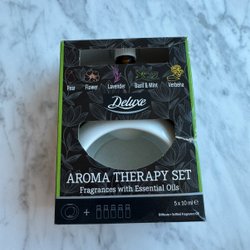 Pear Flower Lavender Basil & Mint Verbena
Deluxe
AROMA THERAPY SET
Fragrances with Essential Oils
5 x 10 ml e
+